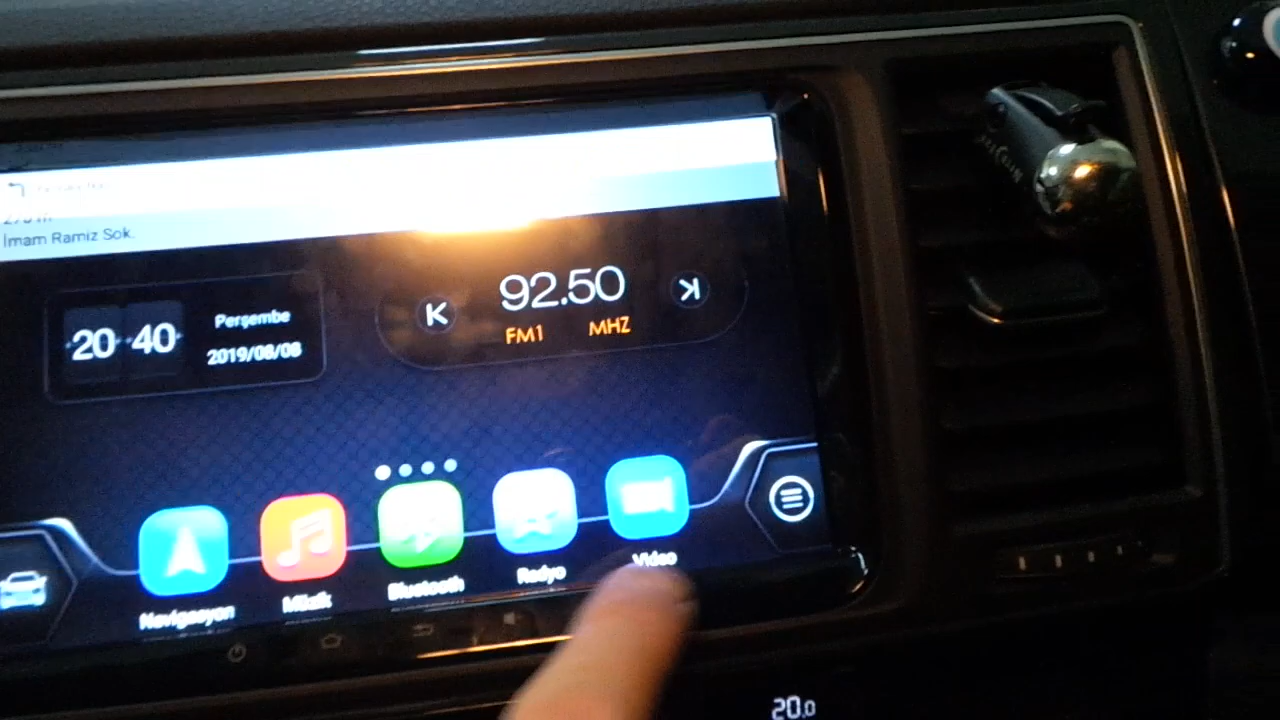 İmam Ramiz Sok.
92.50
FM1 MHZ
20 40
Perşembe
2019/08/08
Navigasyon
Müzik
Bluetooth
Radyo
Video
20.0